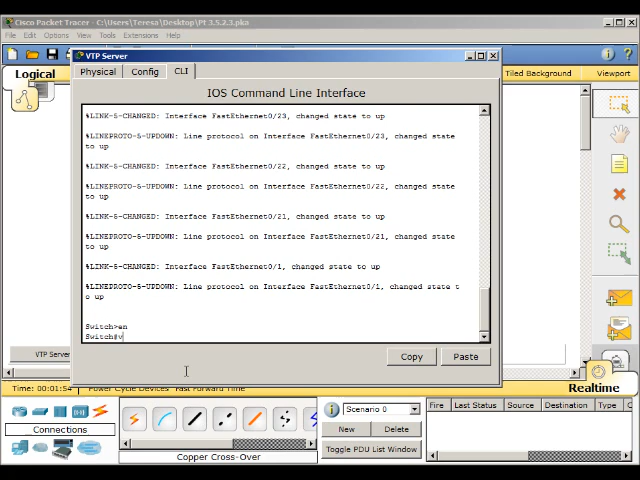 Cisco Packet Tracer - C:\Users\Teresa\Desktop\Pt 3.5.2.3.pka
File Edit Options View Tools Extensions Help
Logical
Tiled Background
Viewport
VTP Server
Physical Config CLI
IOS Command Line Interface
%LINK-5-CHANGED: Interface FastEthernet0/23, changed state to up
%LINEPROTO-5-UPDOWN: Line protocol on Interface FastEthernet0/23, changed state
to up
%LINK-5-CHANGED: Interface FastEthernet0/22, changed state to up
%LINEPROTO-5-UPDOWN: Line protocol on Interface FastEthernet0/22, changed state
to up
%LINK-5-CHANGED: Interface FastEthernet0/21, changed state to up
%LINEPROTO-5-UPDOWN: Line protocol on Interface FastEthernet0/21, changed state
to up
%LINK-5-CHANGED: Interface FastEthernet0/1, changed state to up
%LINEPROTO-5-UPDOWN: Line protocol on Interface FastEthernet0/1, changed state t
o up
Switch>en
Switch#v
Copy Paste
VTP Server
Time: 00:01:54 Power Cycle Devices Fast Forward Time
Realtime
Connections
Copper Cross-Over
Scenario 0
New Delete
Toggle PDU List Window
Fire Last Status Source Destination Type C